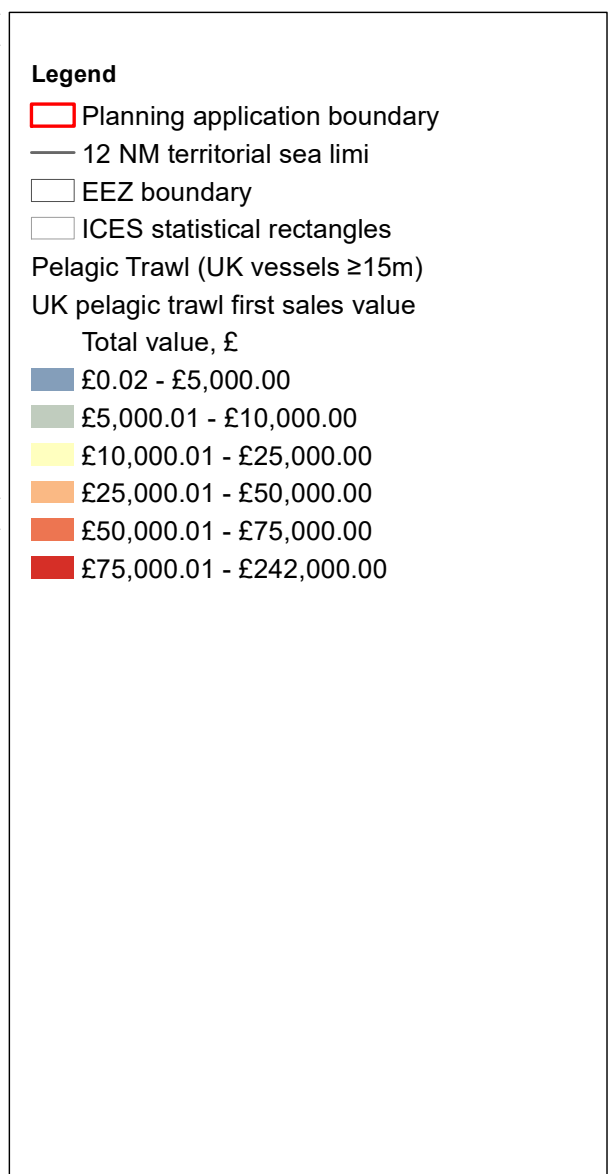 Legend
Planning application boundary
12 NM territorial sea limi
EEZ boundary
ICES statistical rectangles
Pelagic Trawl (UK vessels ≥15m)
UK pelagic trawl first sales value
Total value, £
£0.02 - £5,000.00
£5,000.01 - £10,000.00
£10,000.01 - £25,000.00
£25,000.01 - £50,000.00
£50,000.01 - £75,000.00
£75,000.01 - £242,000.00